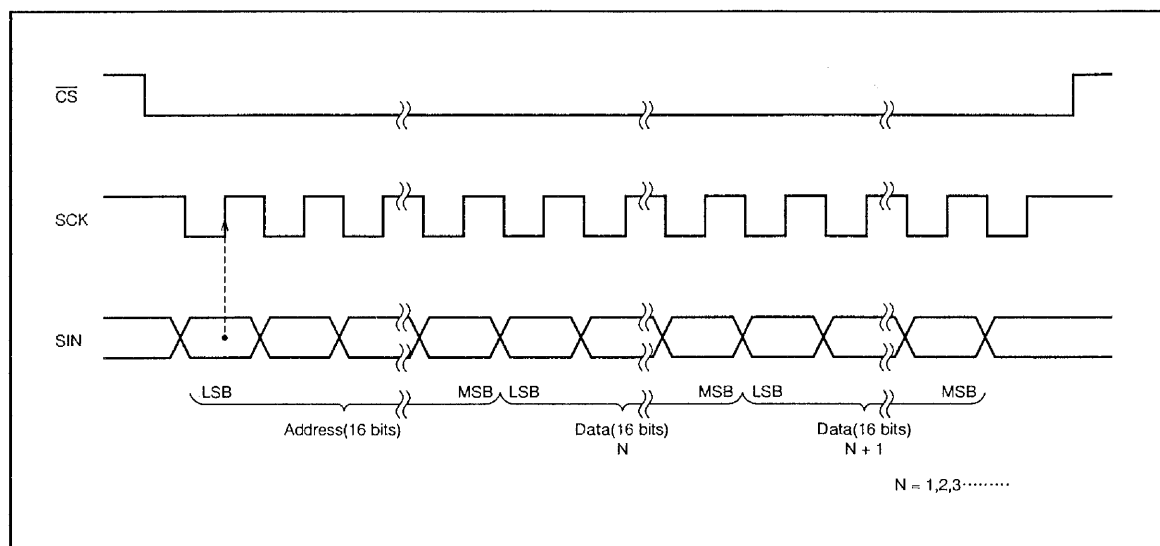 CS
SCK
SIN
LSB MSB LSB MSB LSB MSB
Address(16 bits) Data(16 bits) Data(16 bits)
N N + 1
N = 1,2,3·········